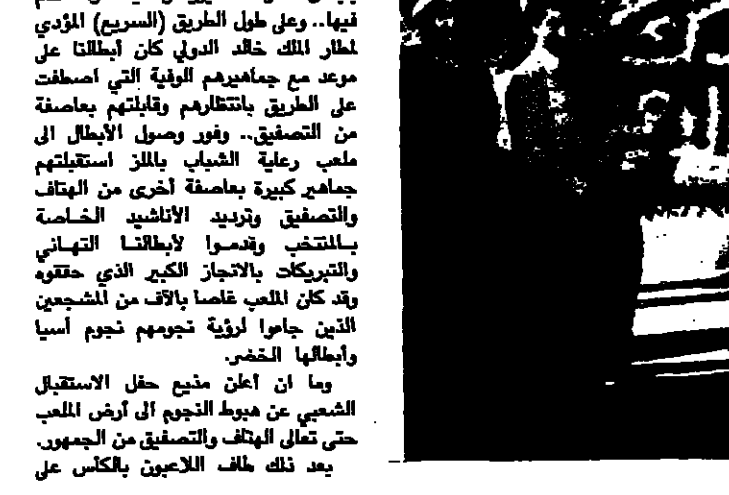 فيها.. وعلى طول الطريق (السريع) المؤدي
لمطار الملك خالد الدولي كان أبطالنا على
موعد مع جماهيرهم الوفية التي اصطفت
على الطريق بانتظارهم وقابلتهم بعاصفة
من التصفيق.. وفور وصول الأبطال الى
ملعب رعاية الشباب بالملز استقبلتهم
جماهير كبيرة بعاصفة أخرى من الهتاف
والتصفيق وترديد الأناشيد الخاصة
بالمنتخب وقدموا لأبطالنا التهاني
والتبريكات بالانجاز الكبير الذي حققوه
وقد كان الملعب غاصا بالآف من المشجعين
الذين جاءوا لرؤية نجومهم نجوم أسيا
وأبطالها الخضر.
وما ان أعلن مذيع حفل الاستقبال
الشعبي عن هبوط النجوم الى أرض الملعب
حتى تعالى الهتاف والتصفيق من الجمهور.
بعد ذلك طاف اللاعبون بالكأس على